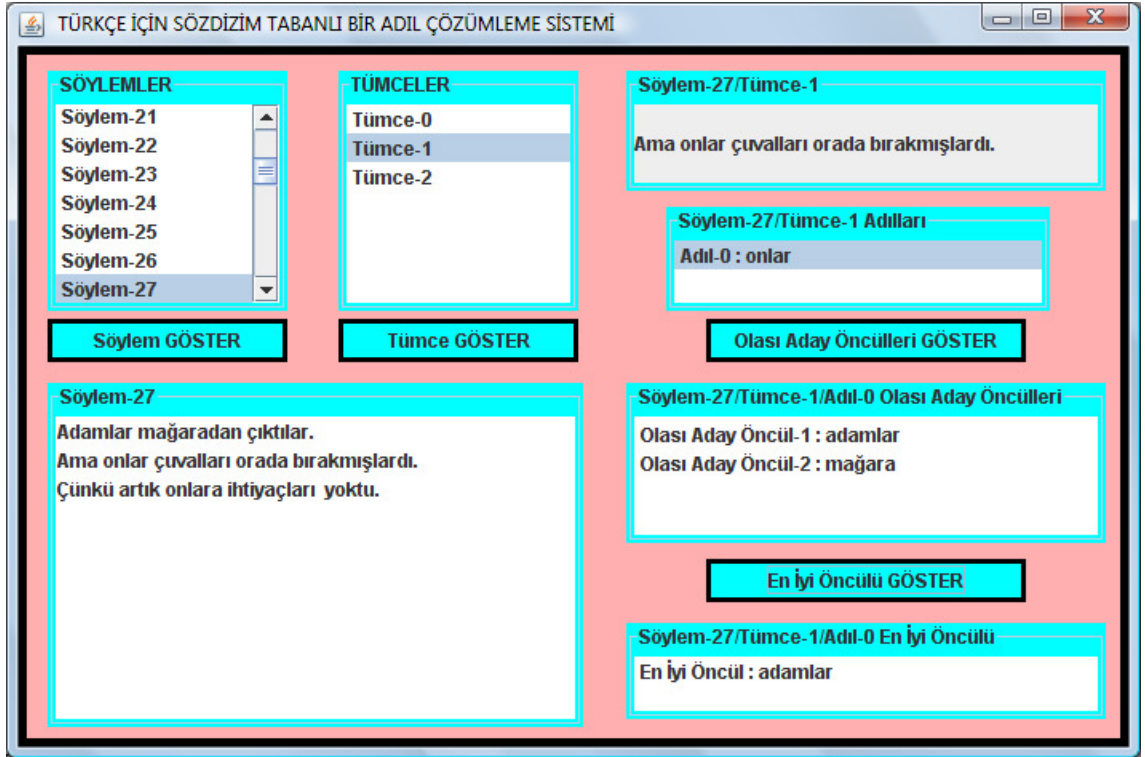 TÜRKÇE İÇİN SÖZDİZİM TABANLI BİR ADIL ÇÖZÜMLEME SİSTEMİ
SÖYLEMLER
Söylem-21
Söylem-22
Söylem-23
Söylem-24
Söylem-25
Söylem-26
Söylem-27
Söylem GÖSTER
TÜMCELER
Tümce-0
Tümce-1
Tümce-2
Tümce GÖSTER
Söylem-27/Tümce-1
Ama onlar çuvalları orada bırakmışlardı.
Söylem-27/Tümce-1 Adılları
Adıl-0 : onlar
Olası Aday Öncülleri GÖSTER
Söylem-27
Adamlar mağaradan çıktılar.
Ama onlar çuvalları orada bırakmışlardı.
Çünkü artık onlara ihtiyaçları yoktu.
Söylem-27/Tümce-1/Adıl-0 Olası Aday Öncülleri
Olası Aday Öncül-1 : adamlar
Olası Aday Öncül-2 : mağara
En İyi Öncülü GÖSTER
Söylem-27/Tümce-1/Adıl-0 En İyi Öncülü
En İyi Öncül : adamlar